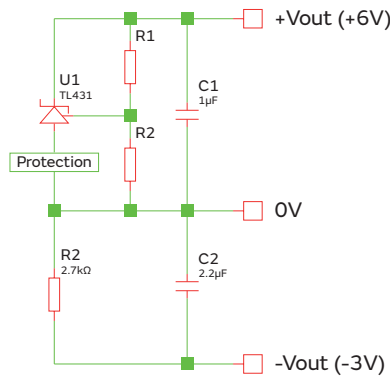 +Vout (+6V)
R1
U1
TL431
C1
1µF
R2
Protection
0V
R2
2.7kΩ
C2
2.2µF
-Vout (-3V)